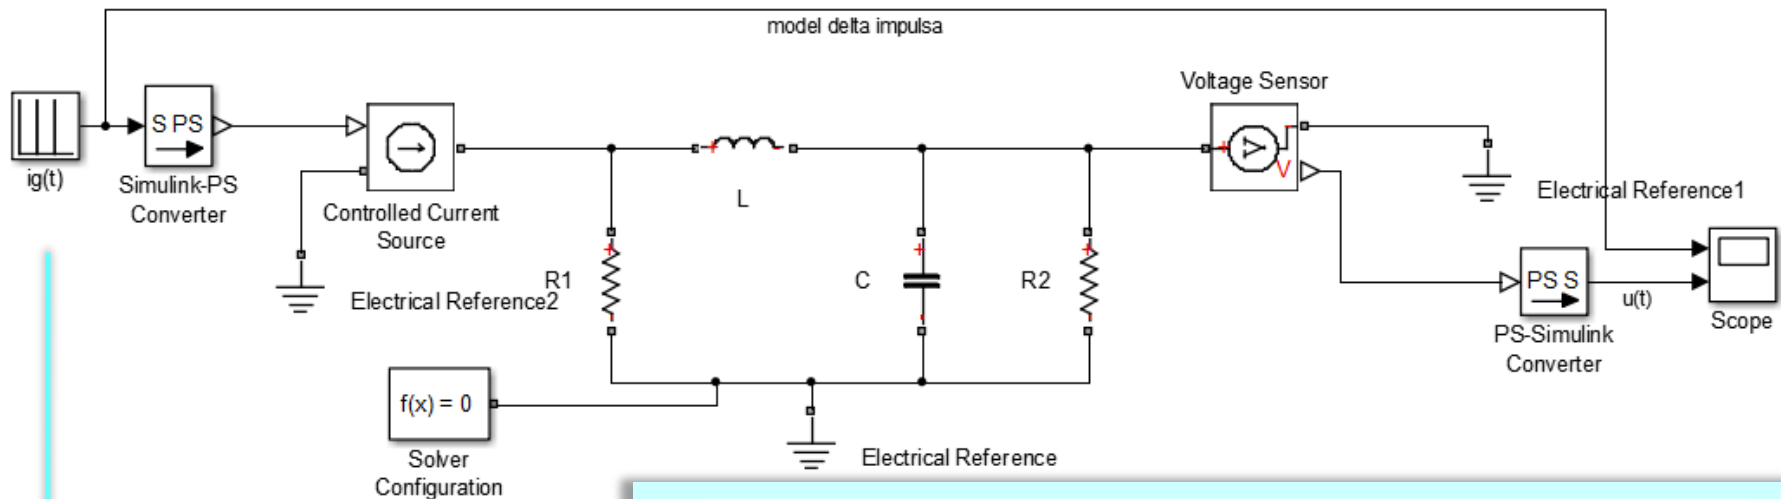 model delta impulsa
Voltage Sensor
S PS
ig(t)
Simulink-PS
Converter
Controlled Current
Source
+
L
+
V
Electrical Reference1
Electrical Reference2
R1
+
C
+
R2
+
PS S
u(t)
PS-Simulink
Converter
Scope
f(x) = 0
Solver
Configuration
Electrical Reference